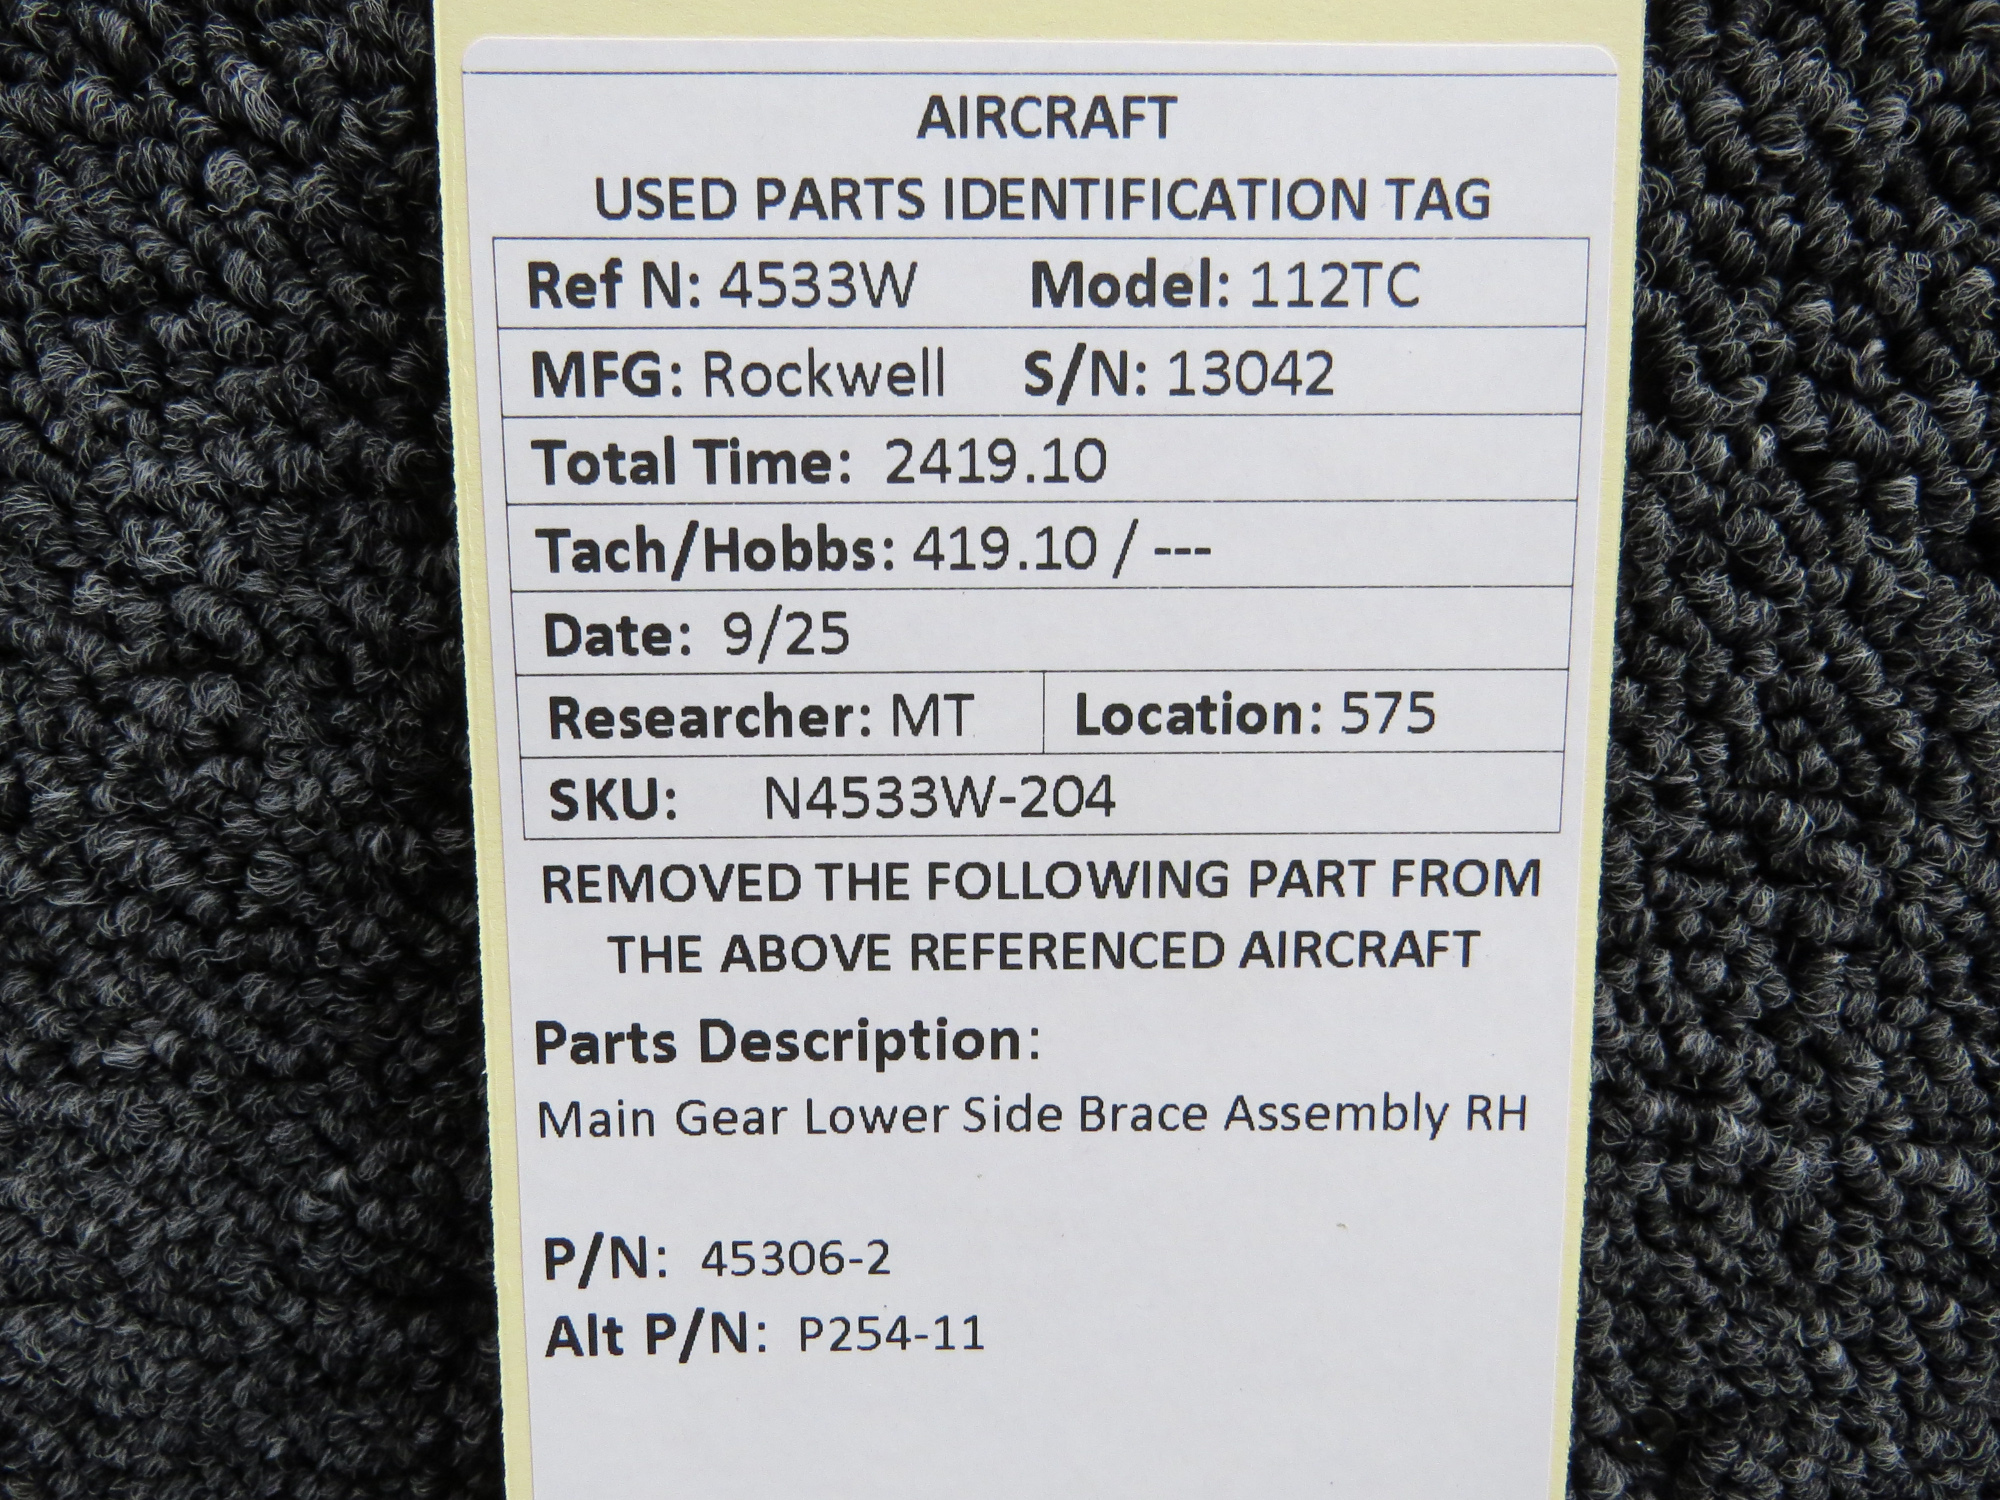 AIRCRAFT
USED PARTS IDENTIFICATION TAG
Ref N: 4533W Model: 112TC
MFG: Rockwell S/N: 13042
Total Time: 2419.10
Tach/Hobbs: 419.10 / ---
Date: 9/25
Researcher: MT Location: 575
SKU: N4533W-204
REMOVED THE FOLLOWING PART FROM
THE ABOVE REFERENCED AIRCRAFT
Parts Description:
Main Gear Lower Side Brace Assembly RH
P/N: 45306-2
Alt P/N: P254-11